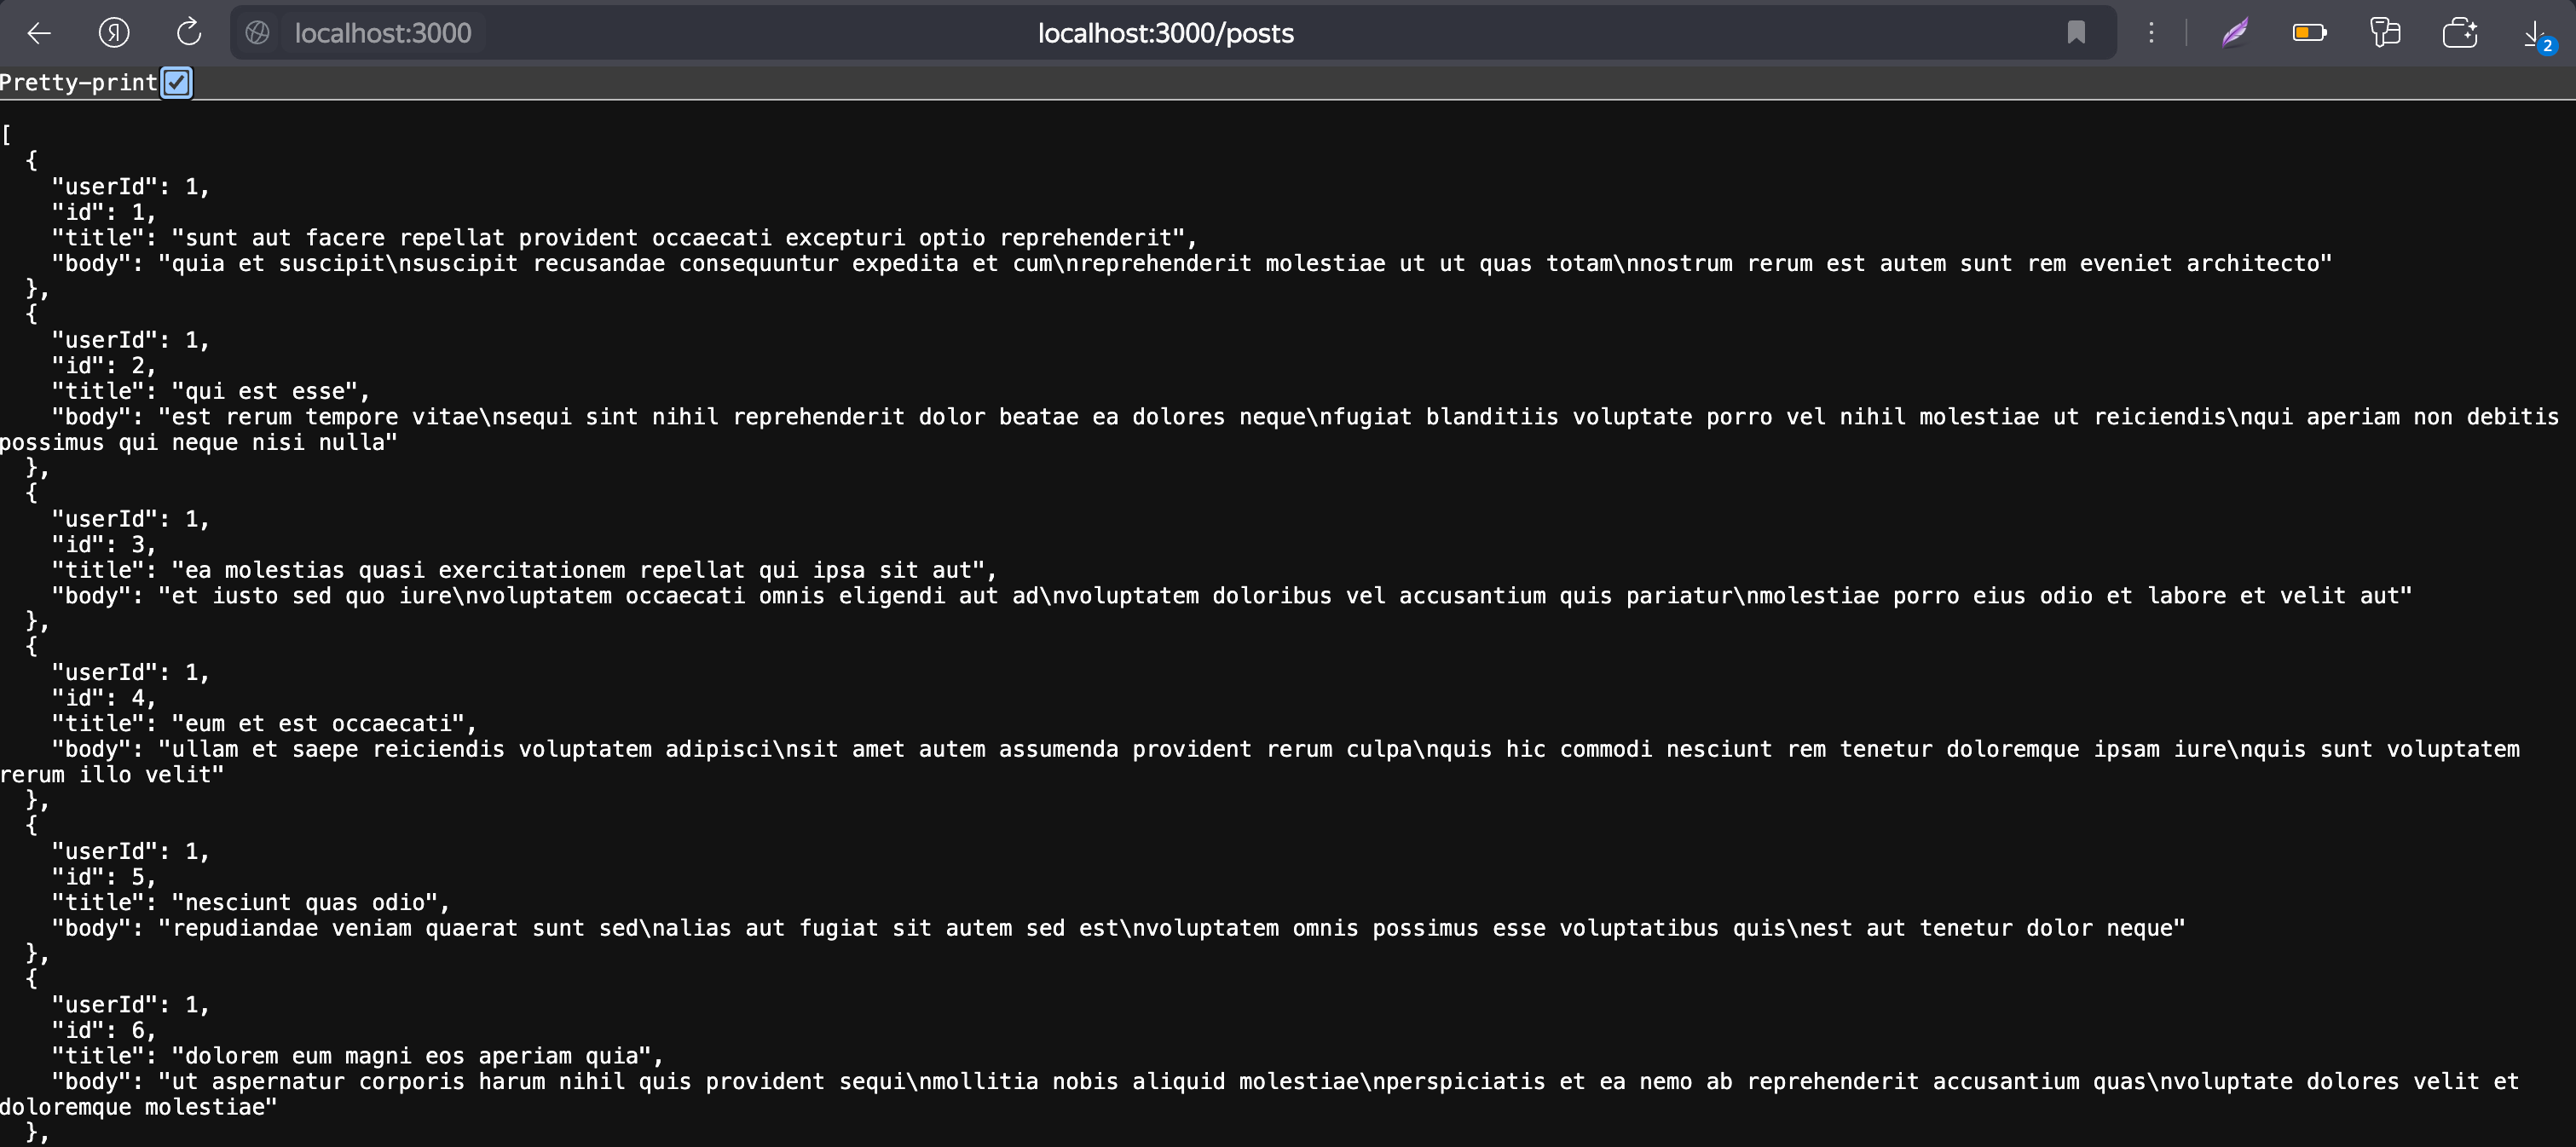 Я localhost:3000 localhost:3000/posts 2
Pretty-print
[
  {
    "userId": 1,
    "id": 1,
    "title": "sunt aut facere repellat provident occaecati excepturi optio reprehenderit",
    "body": "quia et suscipit\nsuscipit recusandae consequuntur expedita et cum\nreprehenderit molestiae ut ut quas totam\nnostrum rerum est autem sunt rem eveniet architecto"
  },
  {
    "userId": 1,
    "id": 2,
    "title": "qui est esse",
    "body": "est rerum tempore vitae\nsequi sint nihil reprehenderit dolor beatae ea dolores neque\nfugiat blanditiis voluptate porro vel nihil molestiae ut reiciendis\nqui aperiam non debitis
possimus qui neque nisi nulla"
  },
  {
    "userId": 1,
    "id": 3,
    "title": "ea molestias quasi exercitationem repellat qui ipsa sit aut",
    "body": "et iusto sed quo iure\nvoluptatem occaecati omnis eligendi aut ad\nvoluptatem doloribus vel accusantium quis pariatur\nmolestiae porro eius odio et labore et velit aut"
  },
  {
    "userId": 1,
    "id": 4,
    "title": "eum et est occaecati",
    "body": "ullam et saepe reiciendis voluptatem adipisci\nsit amet autem assumenda provident rerum culpa\nquis hic commodi nesciunt rem tenetur doloremque ipsam iure\nquis sunt voluptatem
rerum illo velit"
  },
  {
    "userId": 1,
    "id": 5,
    "title": "nesciunt quas odio",
    "body": "repudiandae veniam quaerat sunt sed\nalias aut fugiat sit autem sed est\nvoluptatem omnis possimus esse voluptatibus quis\nest aut tenetur dolor neque"
  },
  {
    "userId": 1,
    "id": 6,
    "title": "dolorem eum magni eos aperiam quia",
    "body": "ut aspernatur corporis harum nihil quis provident sequi\nmollitia nobis aliquid molestiae\nperspiciatis et ea nemo ab reprehenderit accusantium quas\nvoluptate dolores velit et
doloremque molestiae"
  },